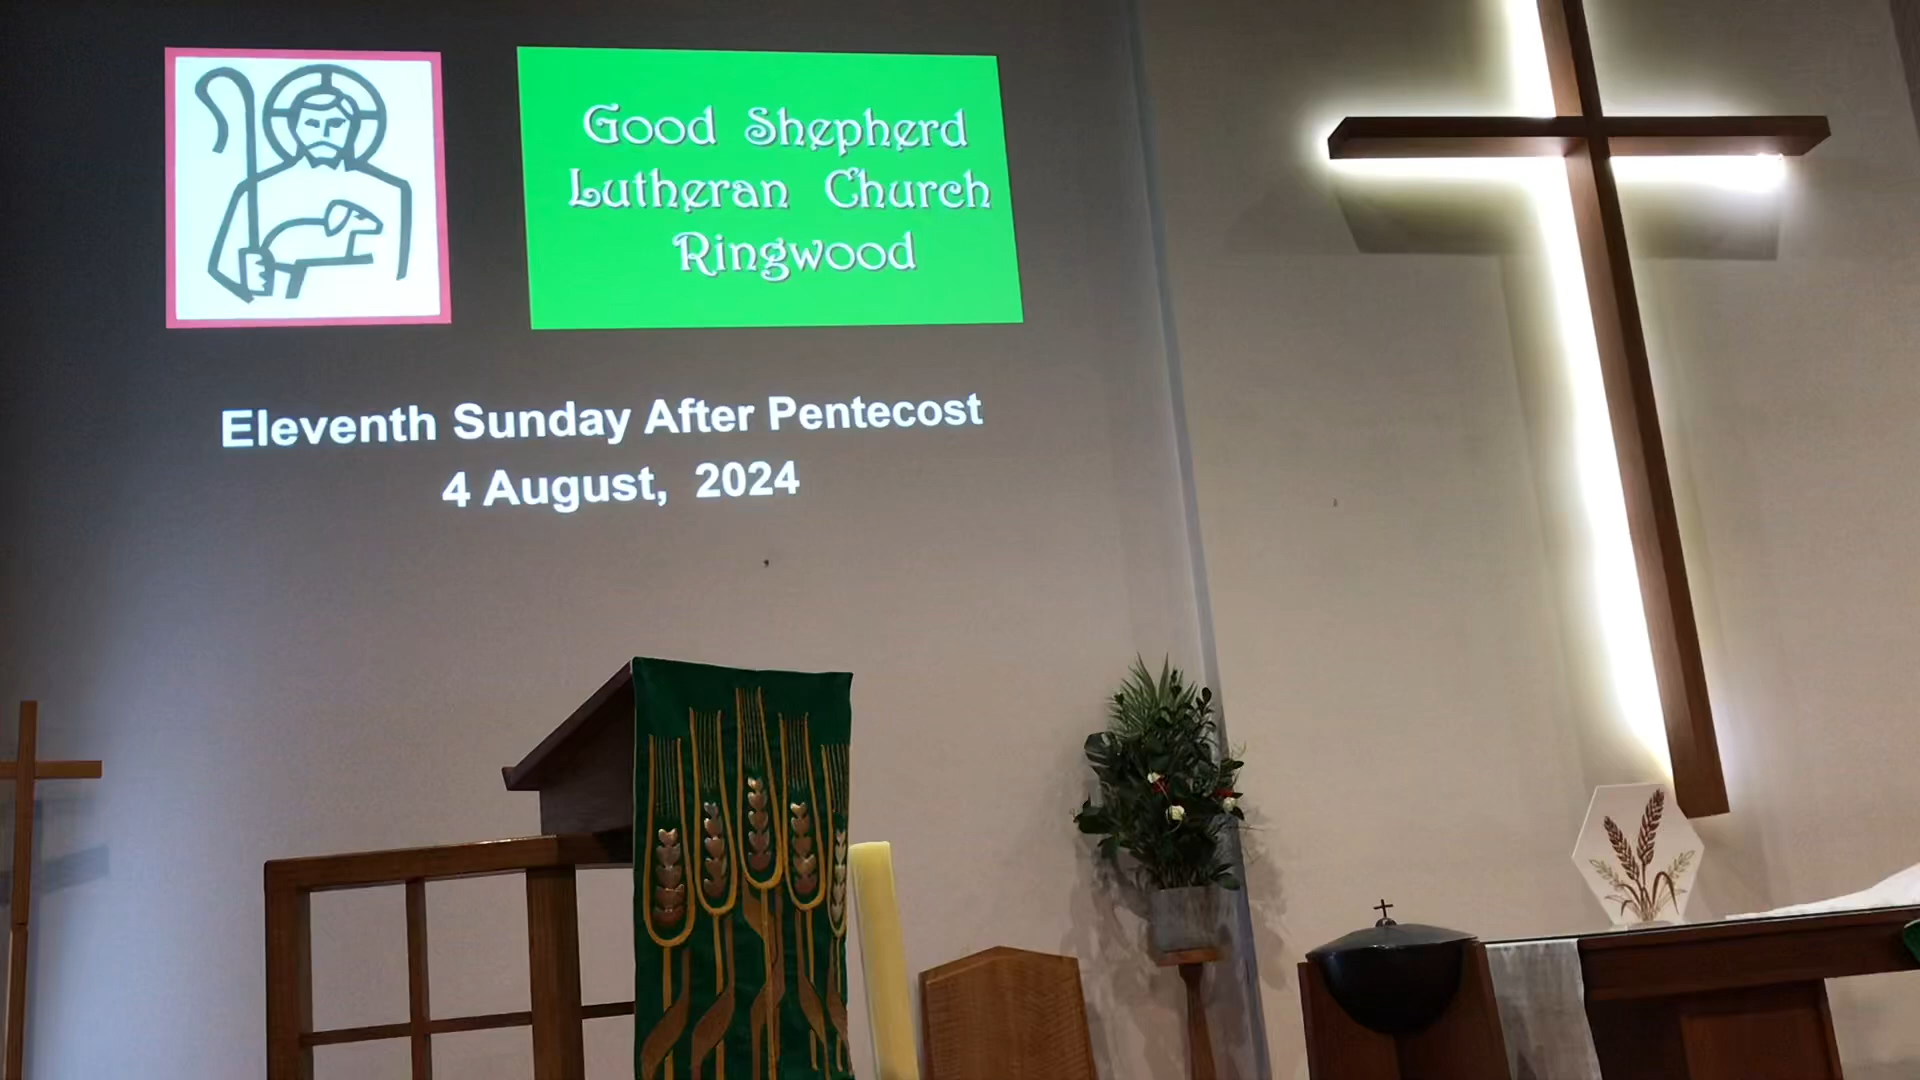 Good Shepherd
Lutheran Church
Ringwood
Eleventh Sunday After Pentecost
4 August, 2024